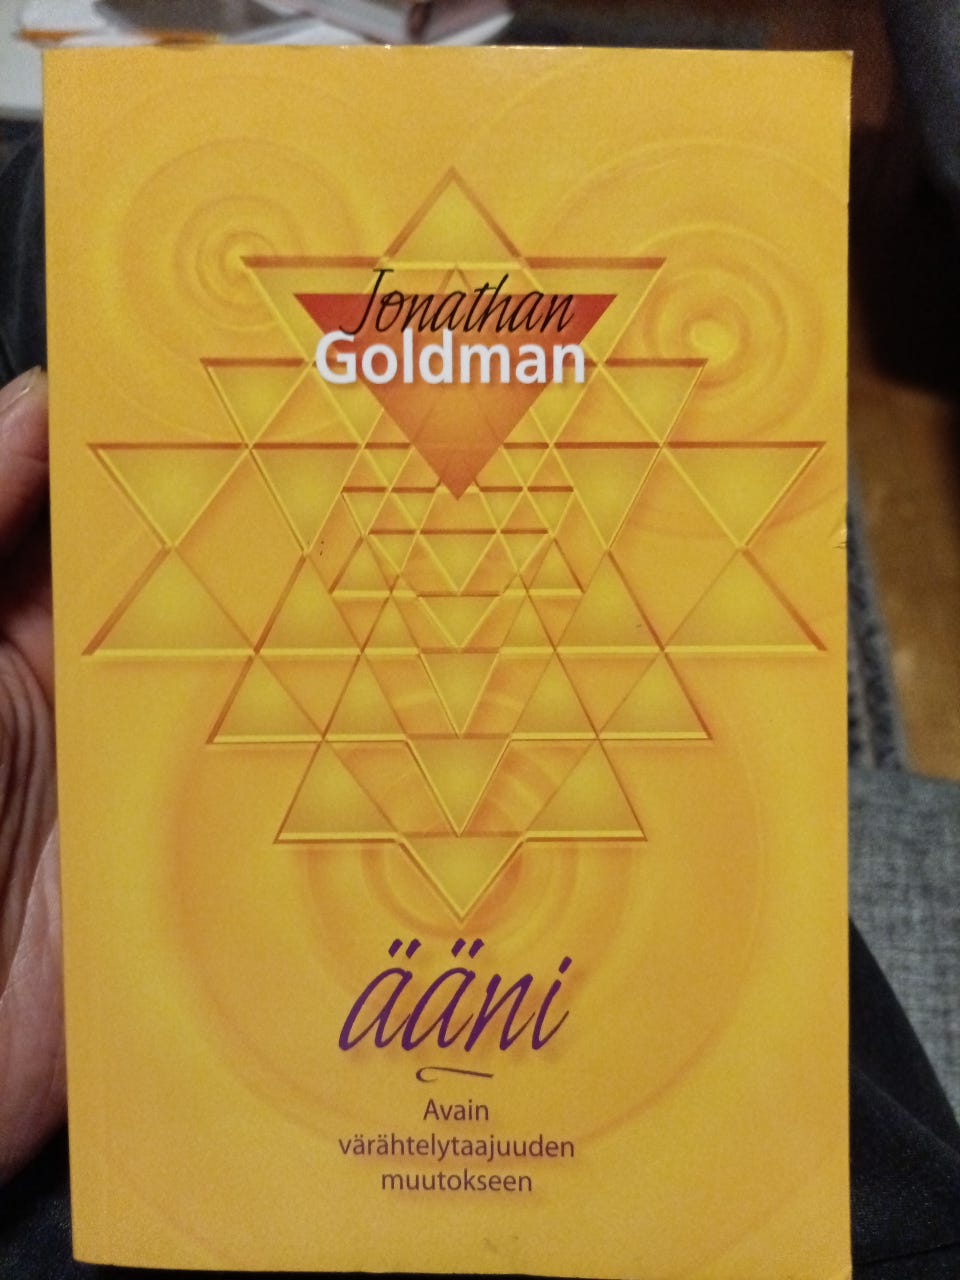 Jonathan
Goldman
ääni
Avain
värähtelytaajuuden
muutokseen